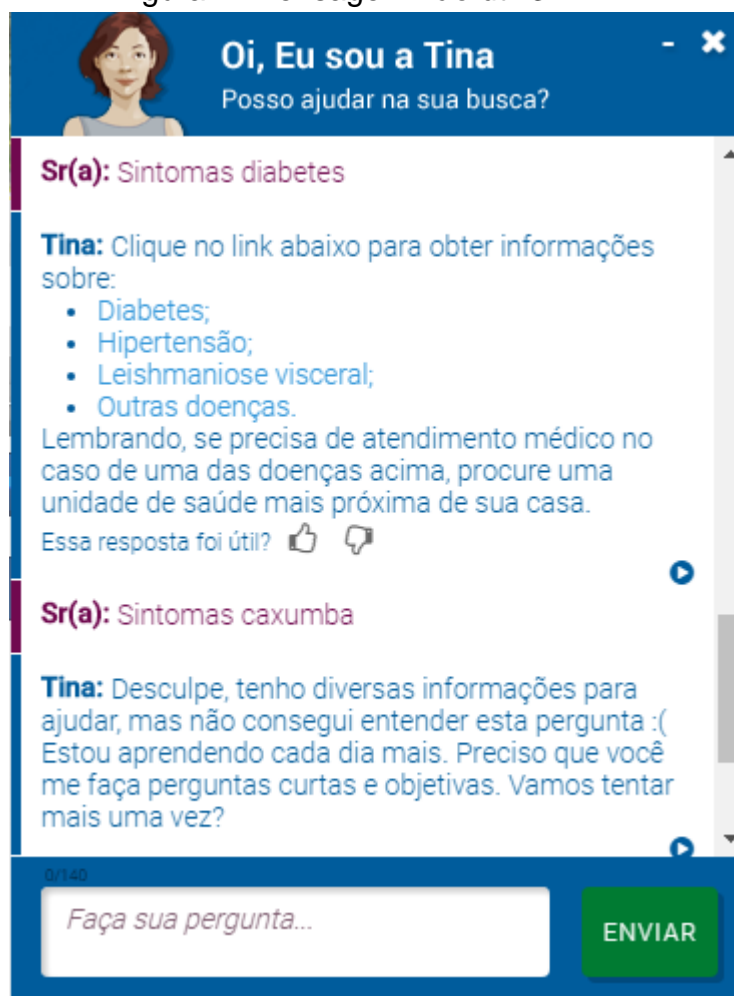 Oi, Eu sou a Tina
Posso ajudar na sua busca?
Sr(a): Sintomas diabetes
Tina: Clique no link abaixo para obter informações
sobre:
• Diabetes;
• Hipertensão;
• Leishmaniose visceral;
• Outras doenças.
Lembrando, se precisa de atendimento médico no
caso de uma das doenças acima, procure uma
unidade de saúde mais próxima de sua casa.
Essa resposta foi útil?
Sr(a): Sintomas caxumba
Tina: Desculpe, tenho diversas informações para
ajudar, mas não consegui entender esta pergunta :(
Estou aprendendo cada dia mais. Preciso que você
me faça perguntas curtas e objetivas. Vamos tentar
mais uma vez?
0/140
Faça sua pergunta...
ENVIAR